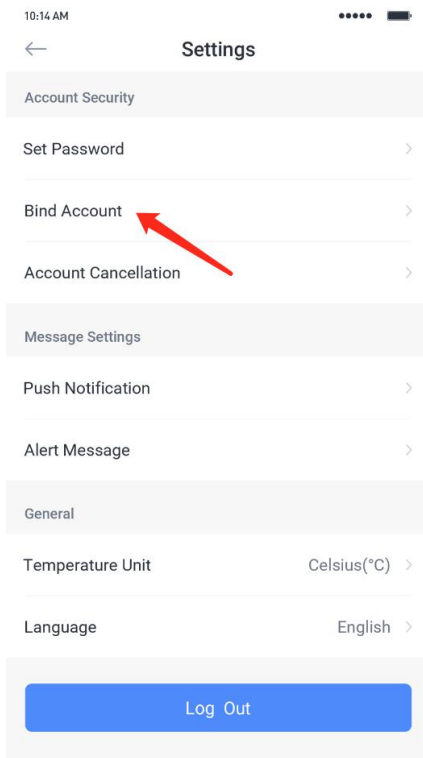 10:14 AM
Settings
Account Security
Set Password
Bind Account
Account Cancellation
Message Settings
Push Notification
Alert Message
General
Temperature Unit Celsius(°C)
Language English
Log Out